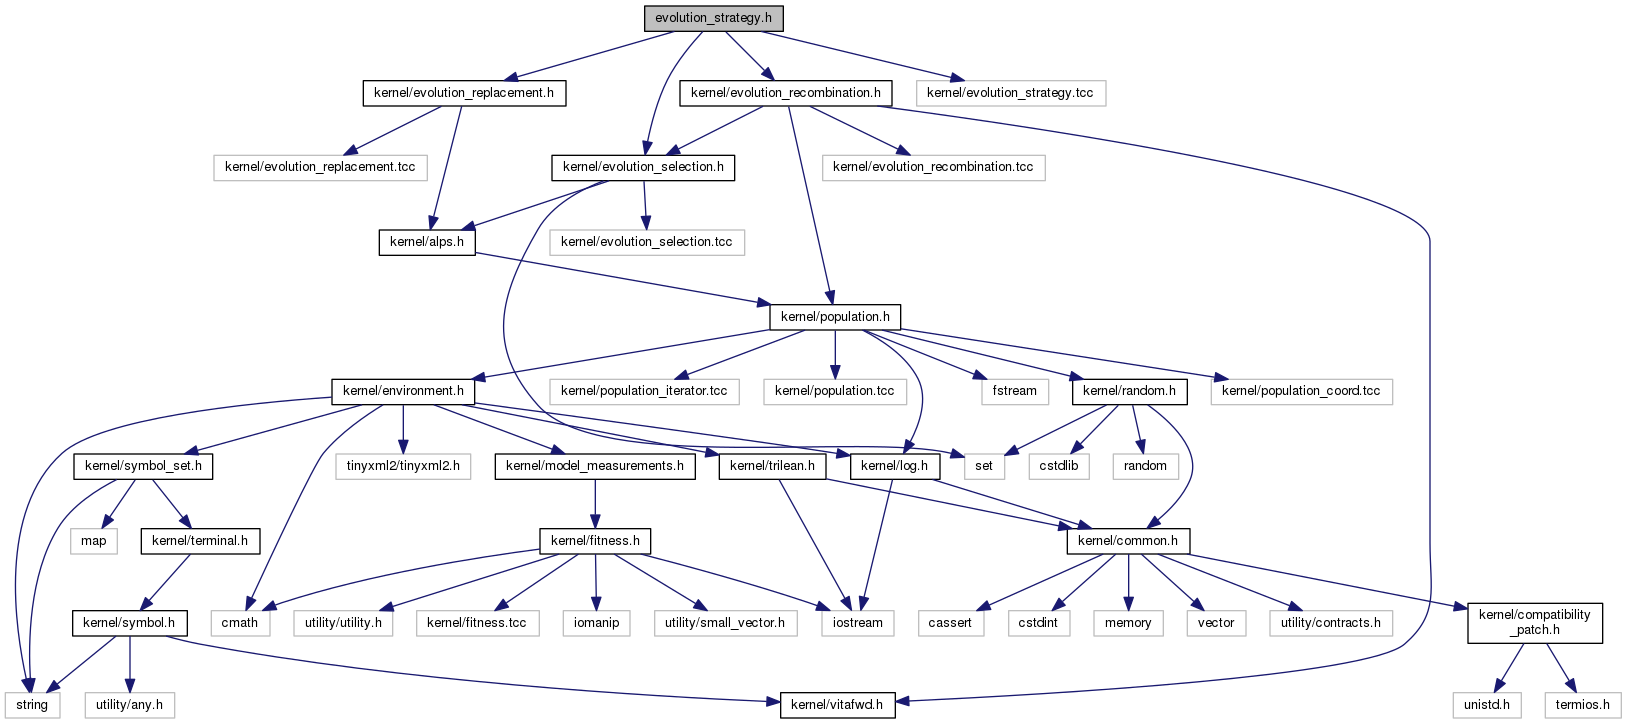 evolution_strategy.h
kernel/evolution_replacement.h
kernel/evolution_recombination.h
kernel/evolution_strategy.tcc
kernel/evolution_replacement.tcc
kernel/evolution_selection.h
kernel/evolution_recombination.tcc
kernel/alps.h
kernel/evolution_selection.tcc
kernel/population.h
kernel/environment.h
kernel/population_iterator.tcc
kernel/population.tcc
fstream
kernel/random.h
kernel/population_coord.tcc
kernel/symbol_set.h
tinyxml2/tinyxml2.h
kernel/model_measurements.h
kernel/trilean.h
kernel/log.h
set
cstdlib
random
map
kernel/terminal.h
kernel/fitness.h
kernel/common.h
kernel/symbol.h
cmath
utility/utility.h
kernel/fitness.tcc
iomanip
utility/small_vector.h
iostream
cassert
cstdint
memory
vector
utility/contracts.h
kernel/compatibility
_patch.h
string
utility/any.h
kernel/vitafwd.h
unistd.h
termios.h